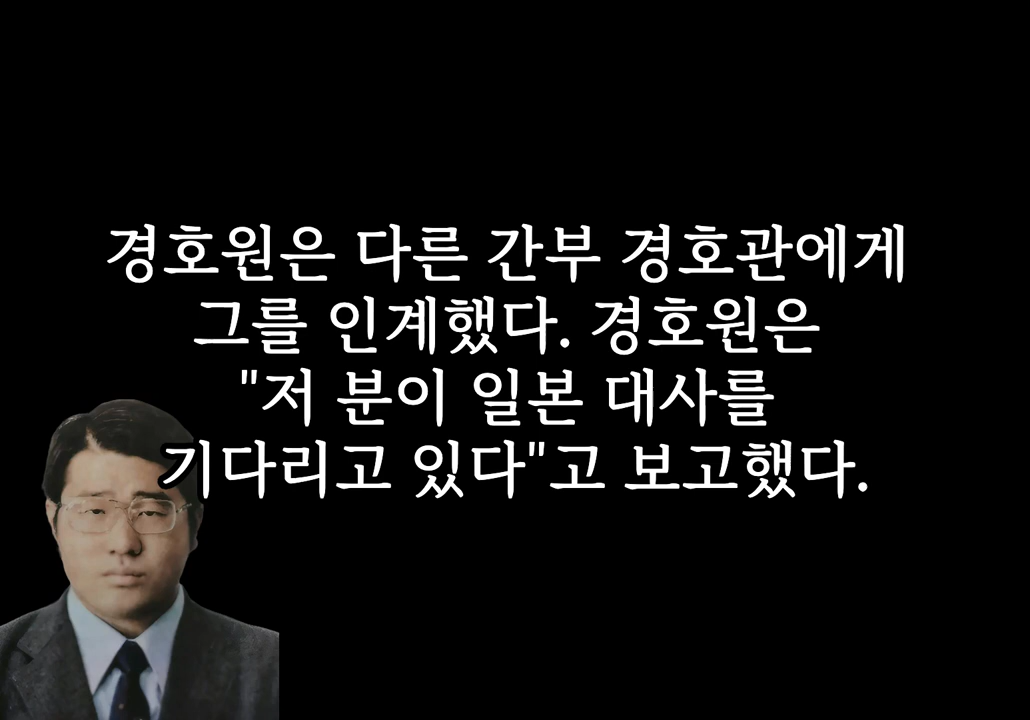 경호원은 다른 간부 경호관에게
그를 인계했다. 경호원은
"저 분이 일본 대사를
기다리고 있다"고 보고했다.